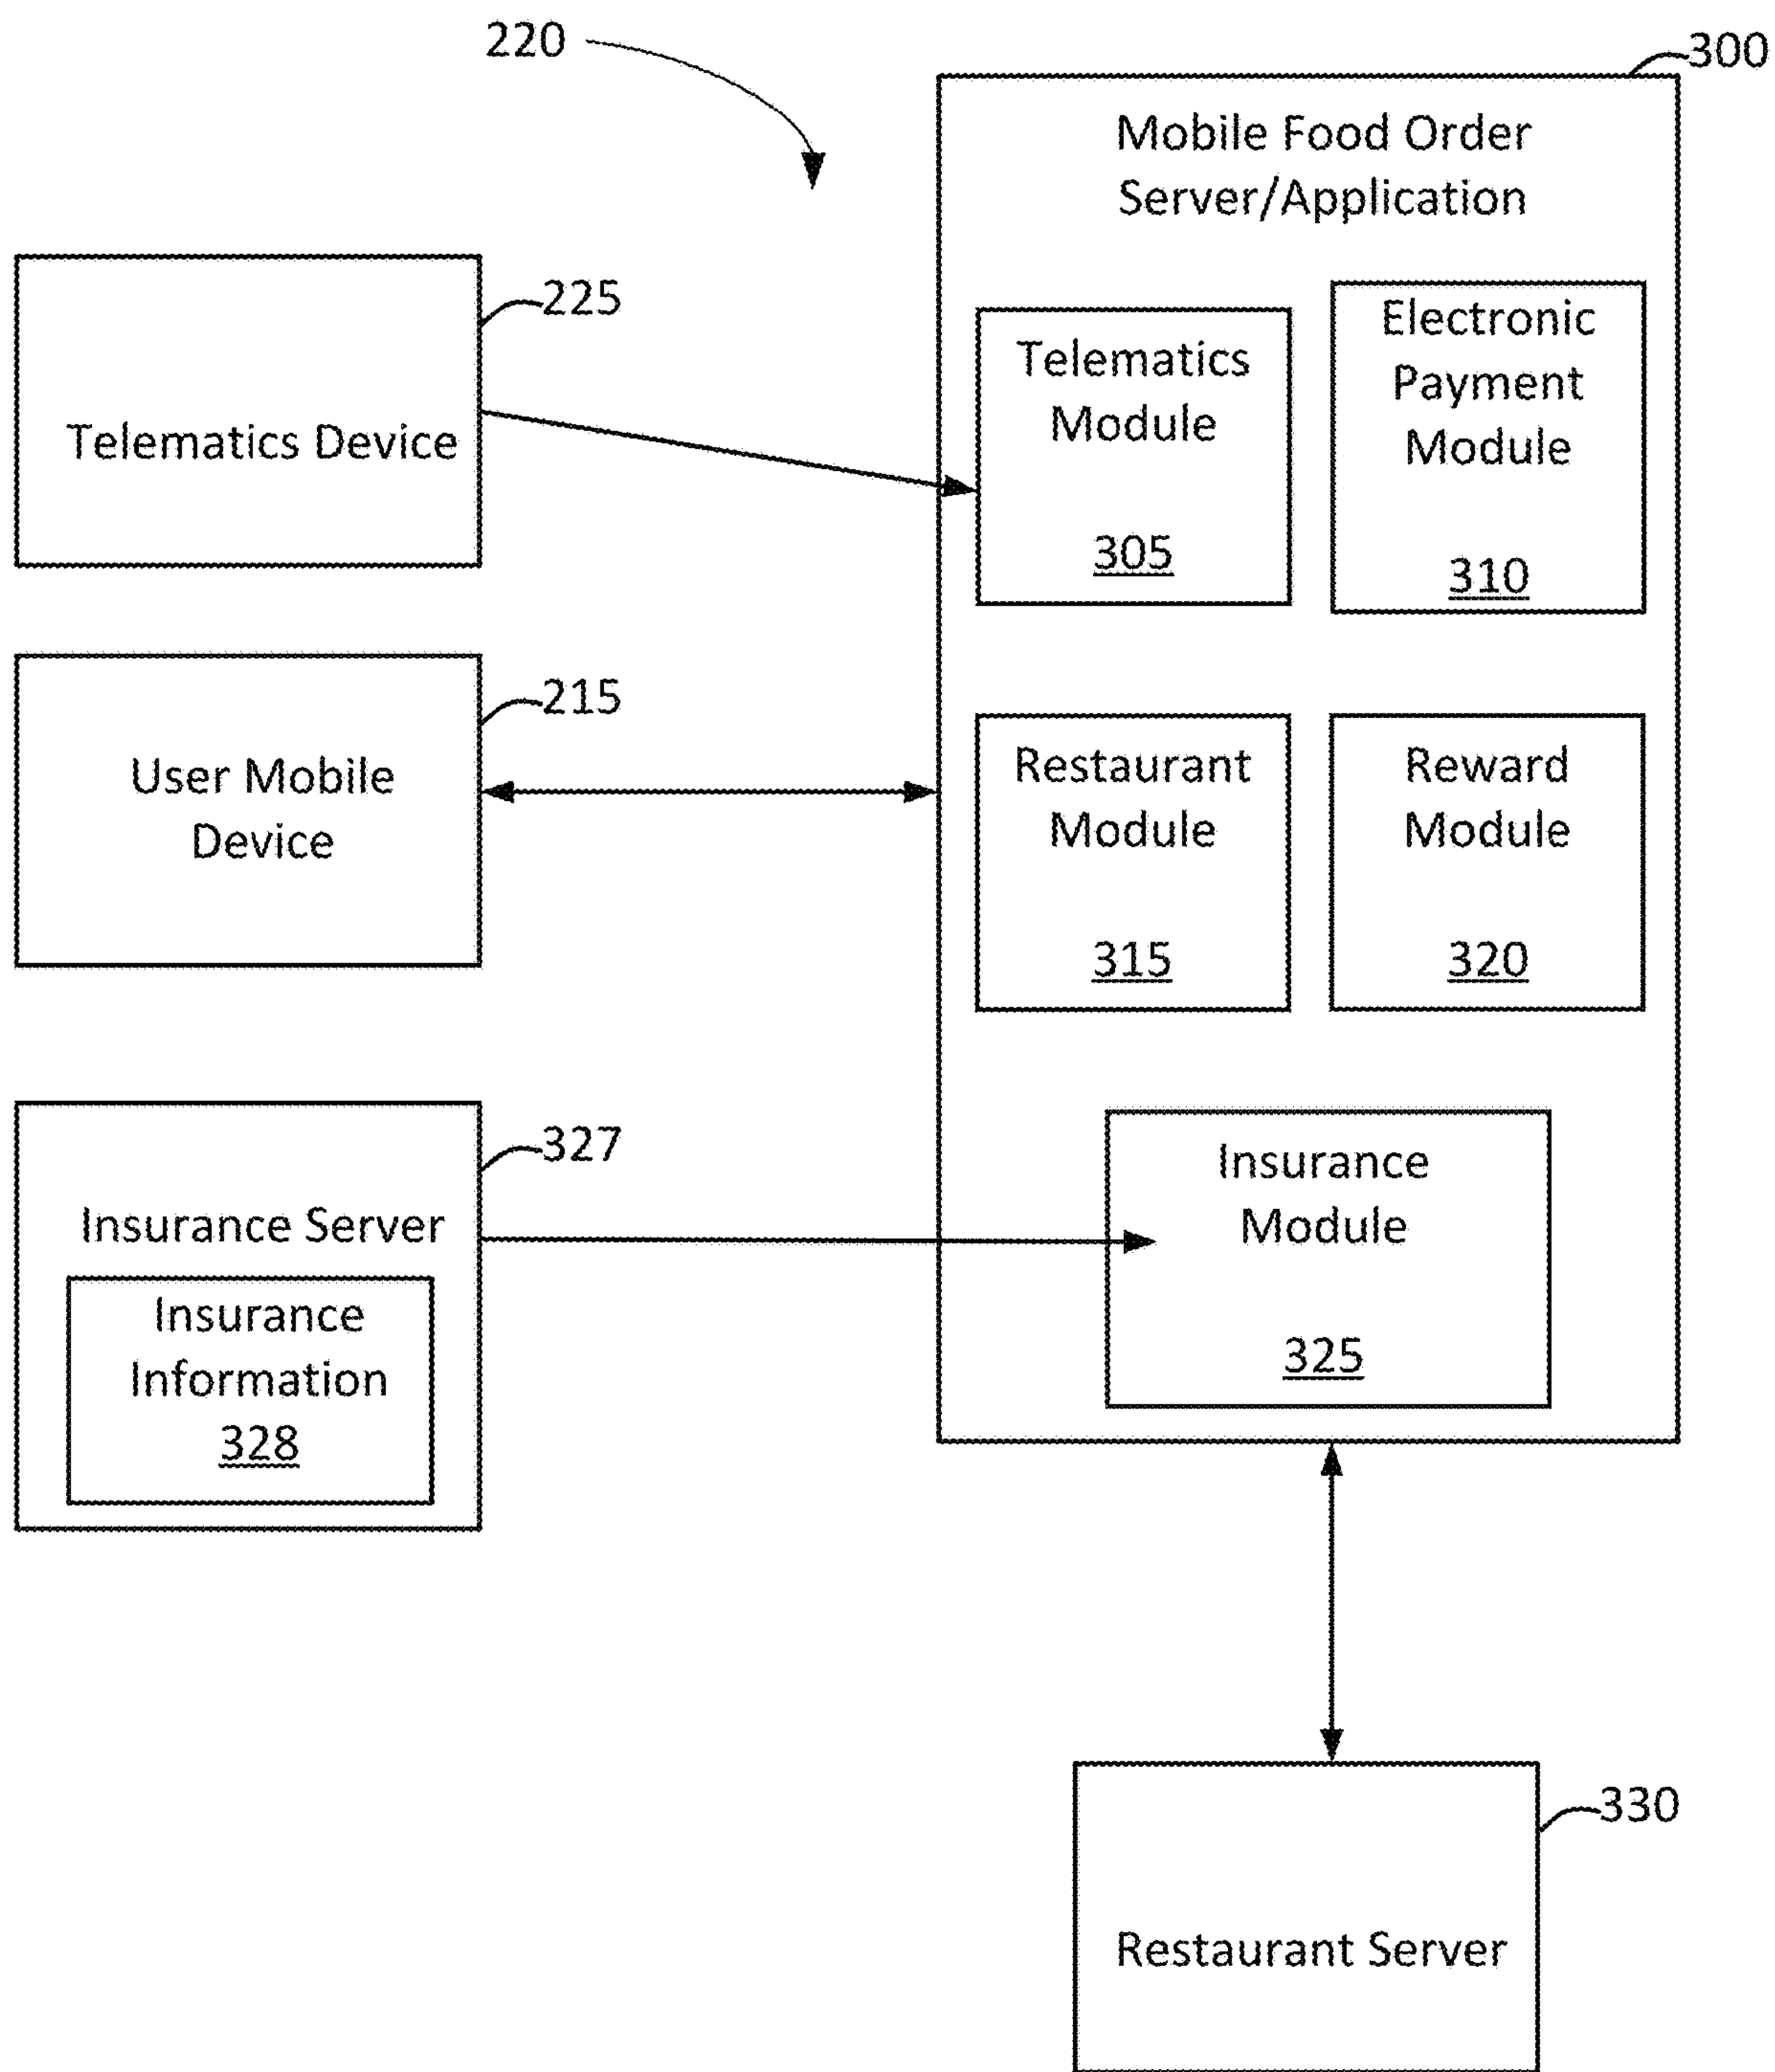 220
300
Mobile Food Order
Server/Application
225
Telematics Device
Telematics
Module
305
Electronic
Payment
Module
310
215
User Mobile
Device
Restaurant
Module
315
Reward
Module
320
327
Insurance Server
Insurance
Information
328
Insurance
Module
325
330
Restaurant Server